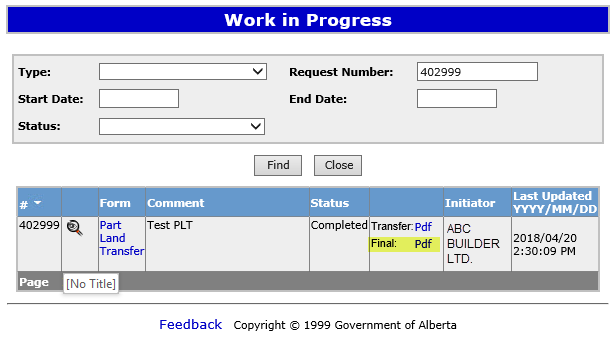 Work in Progress
Type: Request Number: 402999
Start Date: End Date:
Status:
Find Close
# Form Comment Status Initiator Last Updated YYYY/MM/DD
402999 Part Land Transfer Test PLT Completed Transfer: Pdf Final: Pdf ABC BUILDER LTD. 2018/04/20 2:30:09 PM
Page
[No Title]
Feedback Copyright © 1999 Government of Alberta